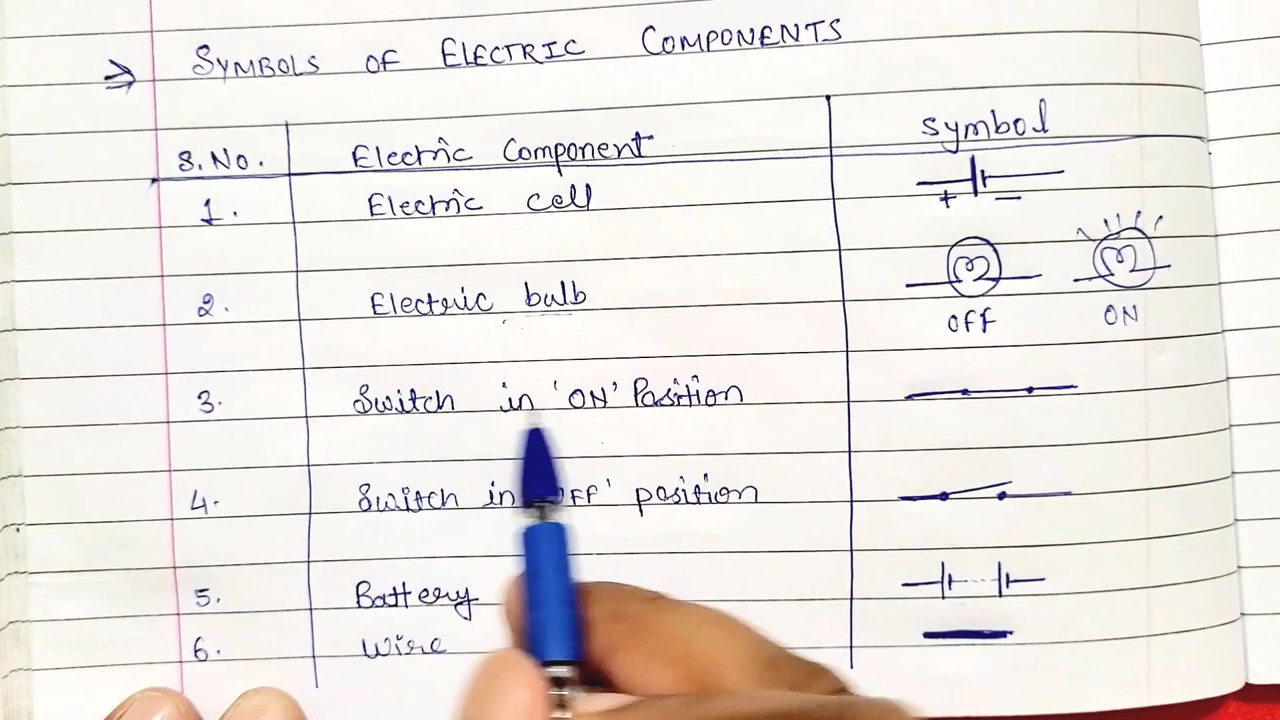 SYMBOLS OF ELECTRIC COMPONENTS
S.No. Electric Component Symbol
1. Electric cell + −
2. Electric bulb OFF ON
3. Switch in 'ON' Position
4. Switch in position
5. Battery
6. Wire